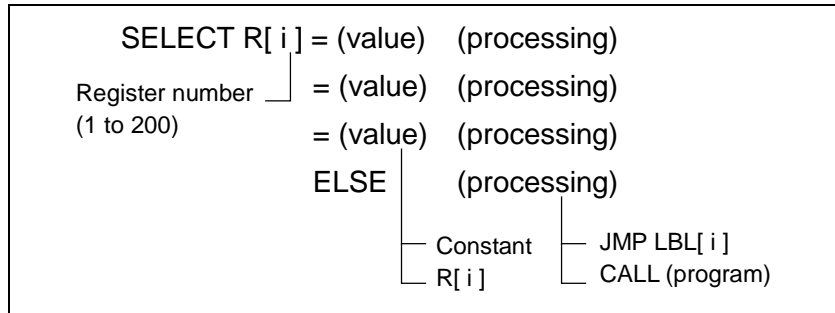 SELECT R[ i ] = (value) (processing)
Register number
(1 to 200)
= (value) (processing)
= (value) (processing)
ELSE (processing)
Constant
R[ i ]
JMP LBL[ i ]
CALL (program)